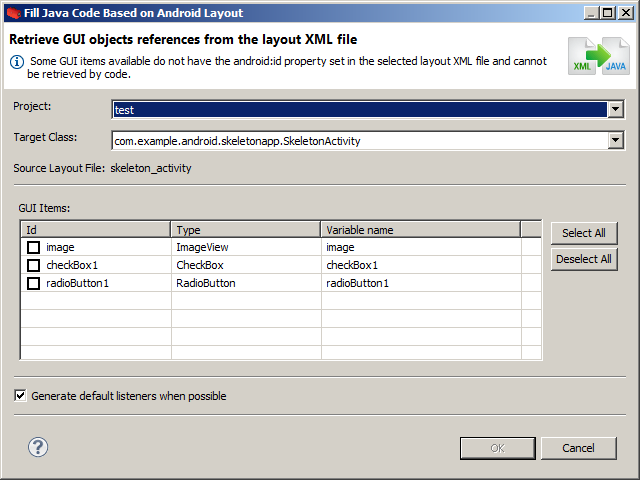 Fill Java Code Based on Android Layout
Retrieve GUI objects references from the layout XML file
Some GUI items available do not have the android:id property set in the selected layout XML file and cannot
be retrieved by code.
XML JAVA
Project: test
Target Class: com.example.android.skeletonapp.SkeletonActivity
Source Layout File: skeleton_activity
GUI Items:
Id Type Variable name
image ImageView image
checkBox1 CheckBox checkBox1
radioButton1 RadioButton radioButton1
Select All
Deselect All
Generate default listeners when possible
? OK Cancel